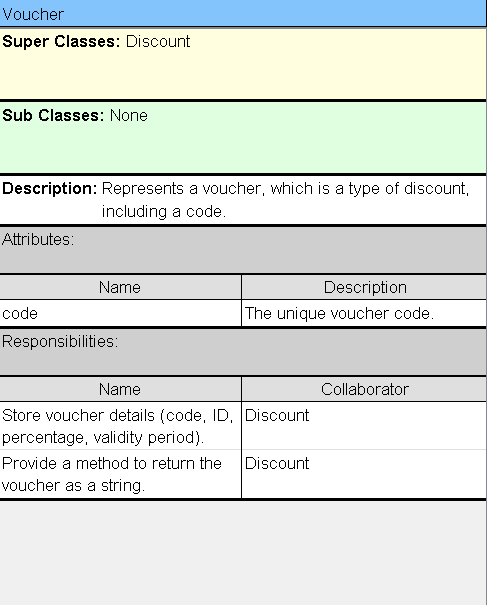 Voucher
Super Classes: Discount
Sub Classes: None
Description: Represents a voucher, which is a type of discount,
including a code.
Attributes:
Name Description
code The unique voucher code.
Responsibilities:
Name Collaborator
Store voucher details (code, ID, Discount
percentage, validity period).
Provide a method to return the Discount
voucher as a string.